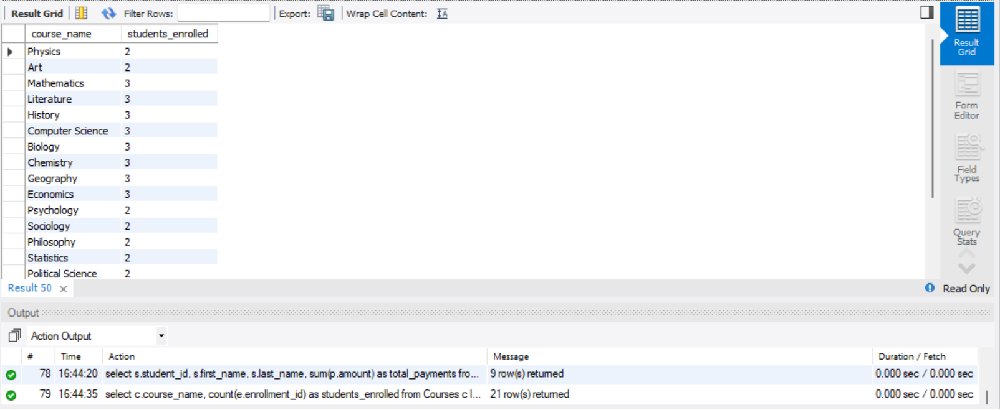 Result Grid Filter Rows: Export: Wrap Cell Content: IA
course_name students_enrolled
Physics 2
Art 2
Mathematics 3
Literature 3
History 3
Computer Science 3
Biology 3
Chemistry 3
Geography 3
Economics 3
Psychology 2
Sociology 2
Philosophy 2
Statistics 2
Political Science 2
Result
Grid
Form
Editor
Field
Types
Query
Stats
Result 50 Read Only
Output
Action Output
# Time Action Message Duration / Fetch
78 16:44:20 select s.student_id, s.first_name, s.last_name, sum(p.amount) as total_payments fro... 9 row(s) returned 0.000 sec / 0.000 sec
79 16:44:35 select c.course_name, count(e.enrollment_id) as students_enrolled from Courses c l... 21 row(s) returned 0.000 sec / 0.000 sec